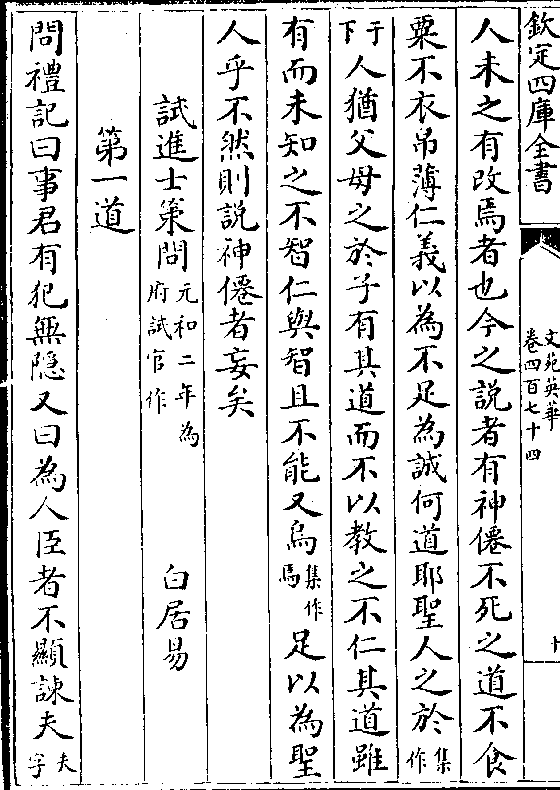 欽定四庫全書
文苑英華
卷四百七十四
十
人未之有改焉者也今之說者有神僊不死之道不食
粟不衣帛薄仁義以為不足為誠何道耶聖人之於集作
于下人猶父母之於子有其道而不以教之不仁其道雖
有而未知之不智仁與智且不能又烏集作焉足以為聖
人乎不然則說神僊者妄矣
試進士策問元和二年為府試官作 白居易
第一道
問禮記曰事君有犯無隐又曰為人臣者不顯諫夫夫字